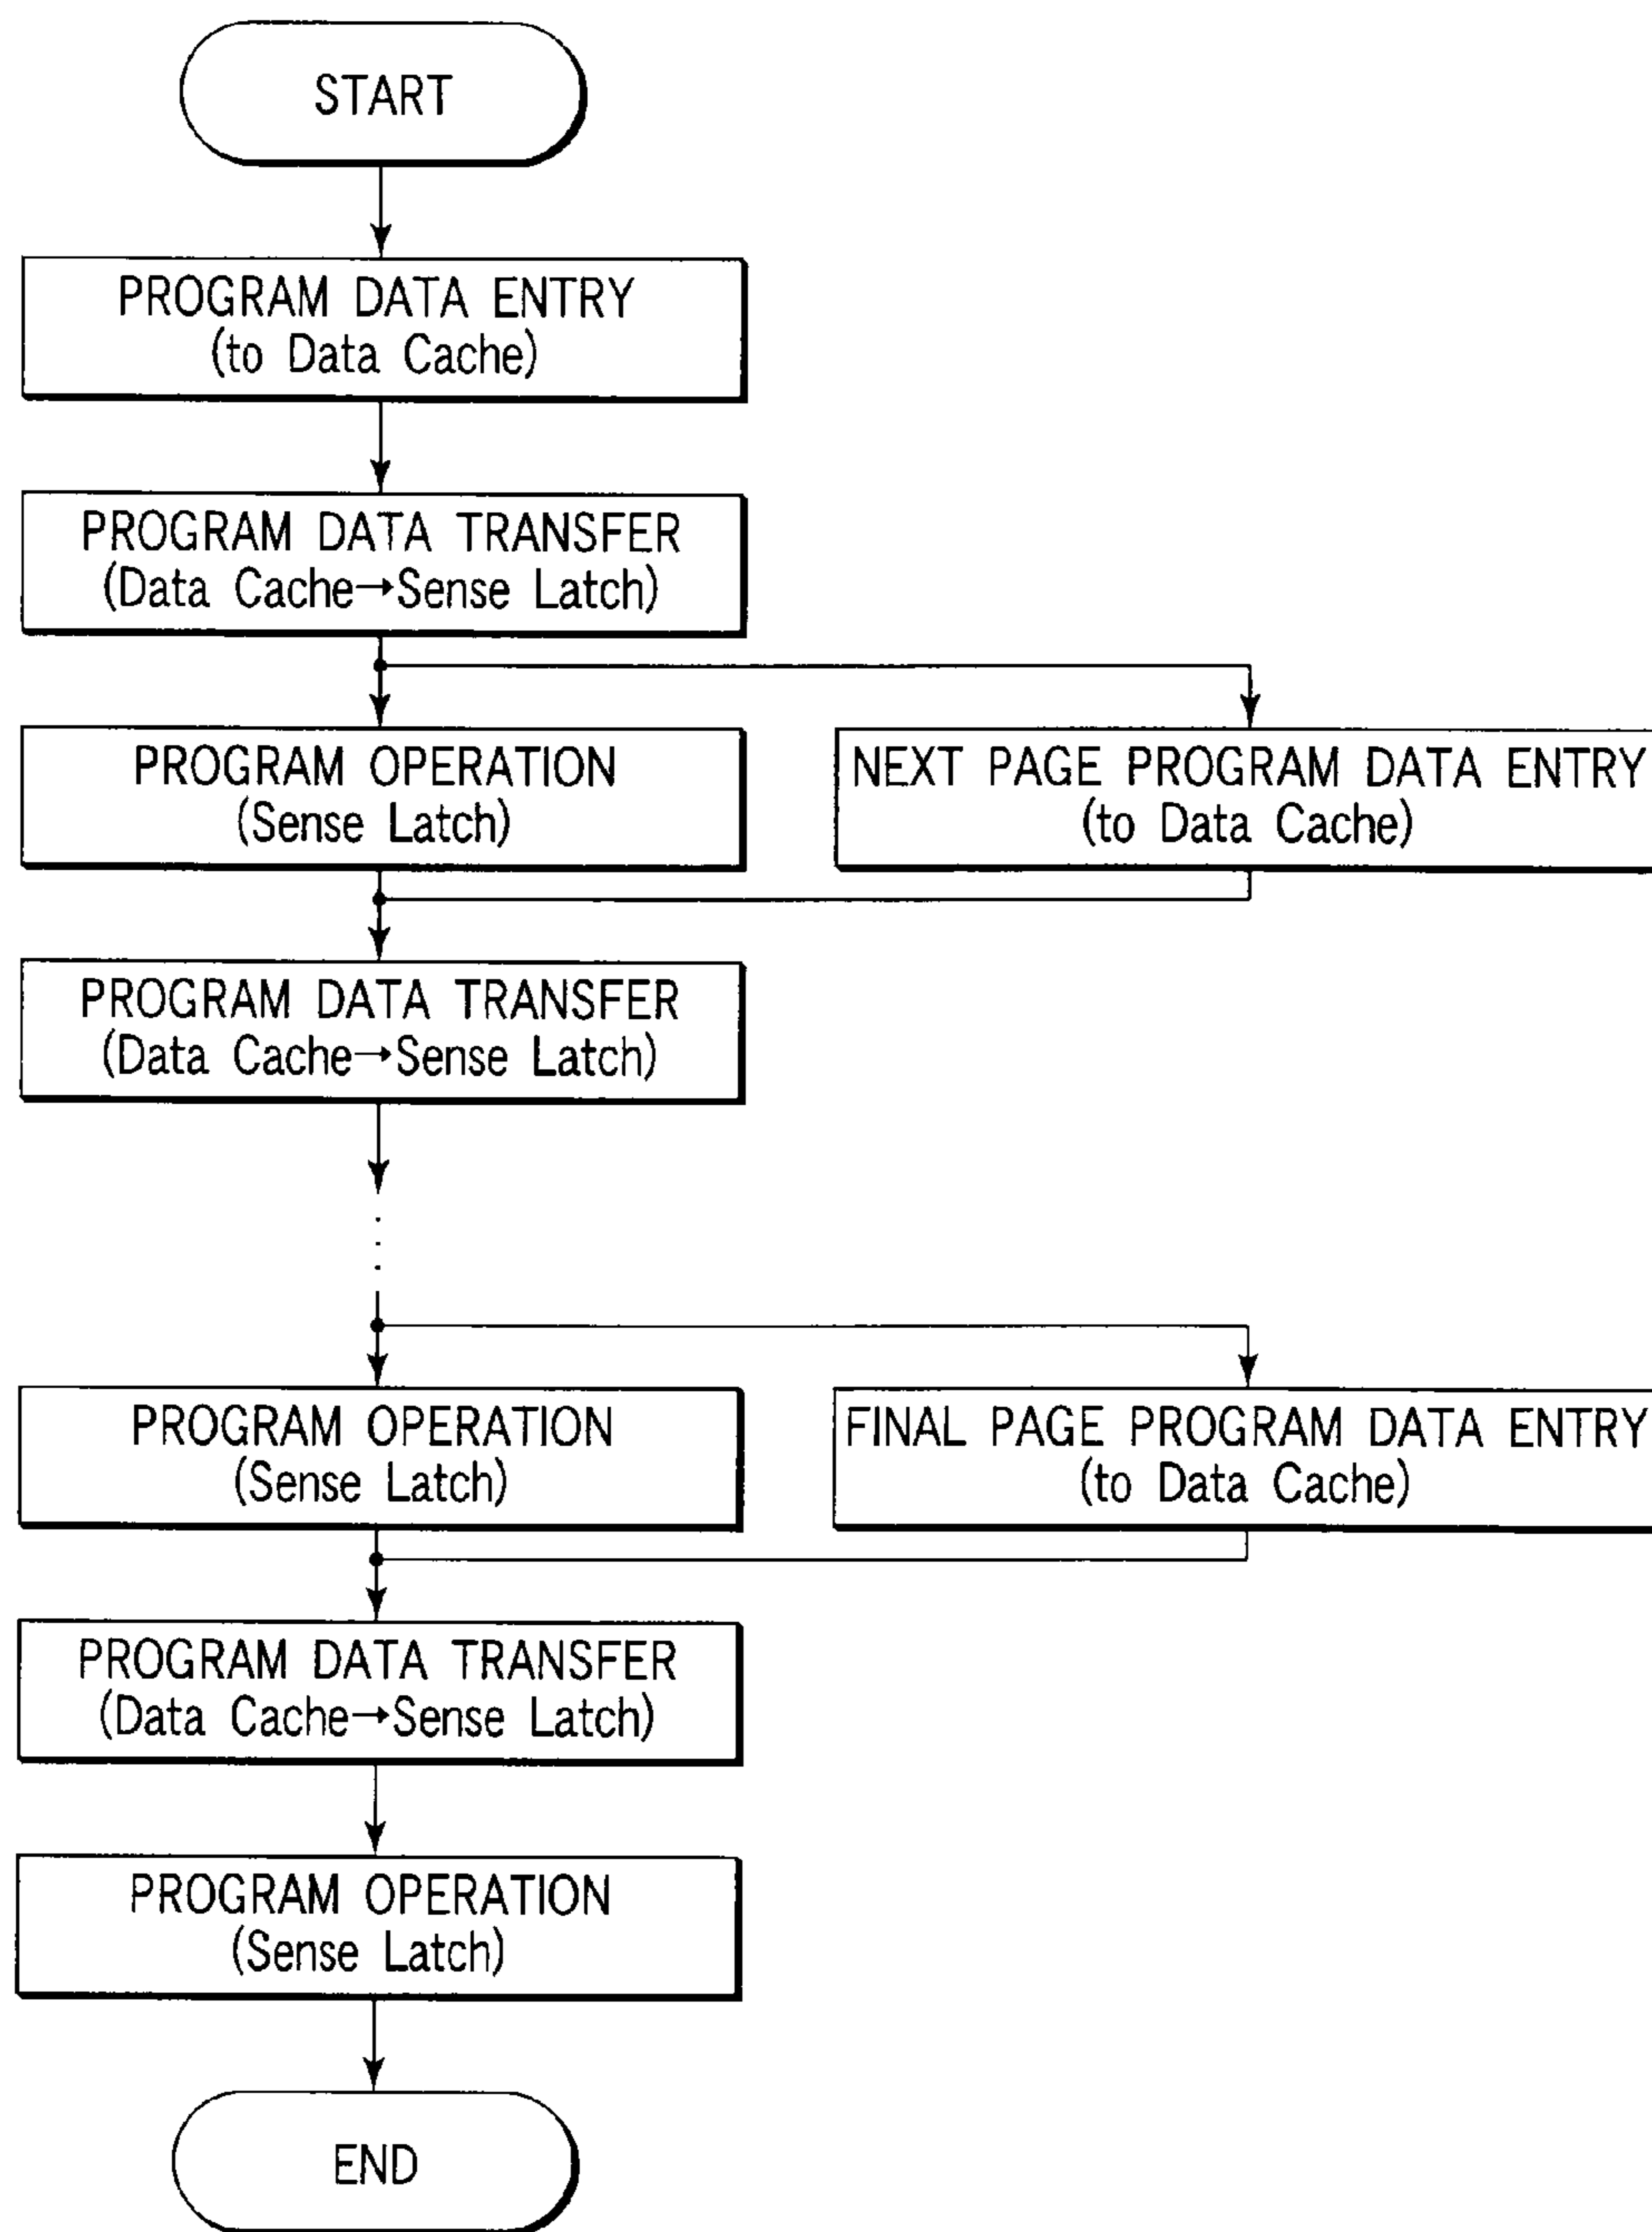 START
PROGRAM DATA ENTRY
(to Data Cache)
PROGRAM DATA TRANSFER
(Data Cache→Sense Latch)
PROGRAM OPERATION
(Sense Latch)
NEXT PAGE PROGRAM DATA ENTRY
(to Data Cache)
PROGRAM DATA TRANSFER
(Data Cache→Sense Latch)
PROGRAM OPERATION
(Sense Latch)
FINAL PAGE PROGRAM DATA ENTRY
(to Data Cache)
PROGRAM DATA TRANSFER
(Data Cache→Sense Latch)
PROGRAM OPERATION
(Sense Latch)
END